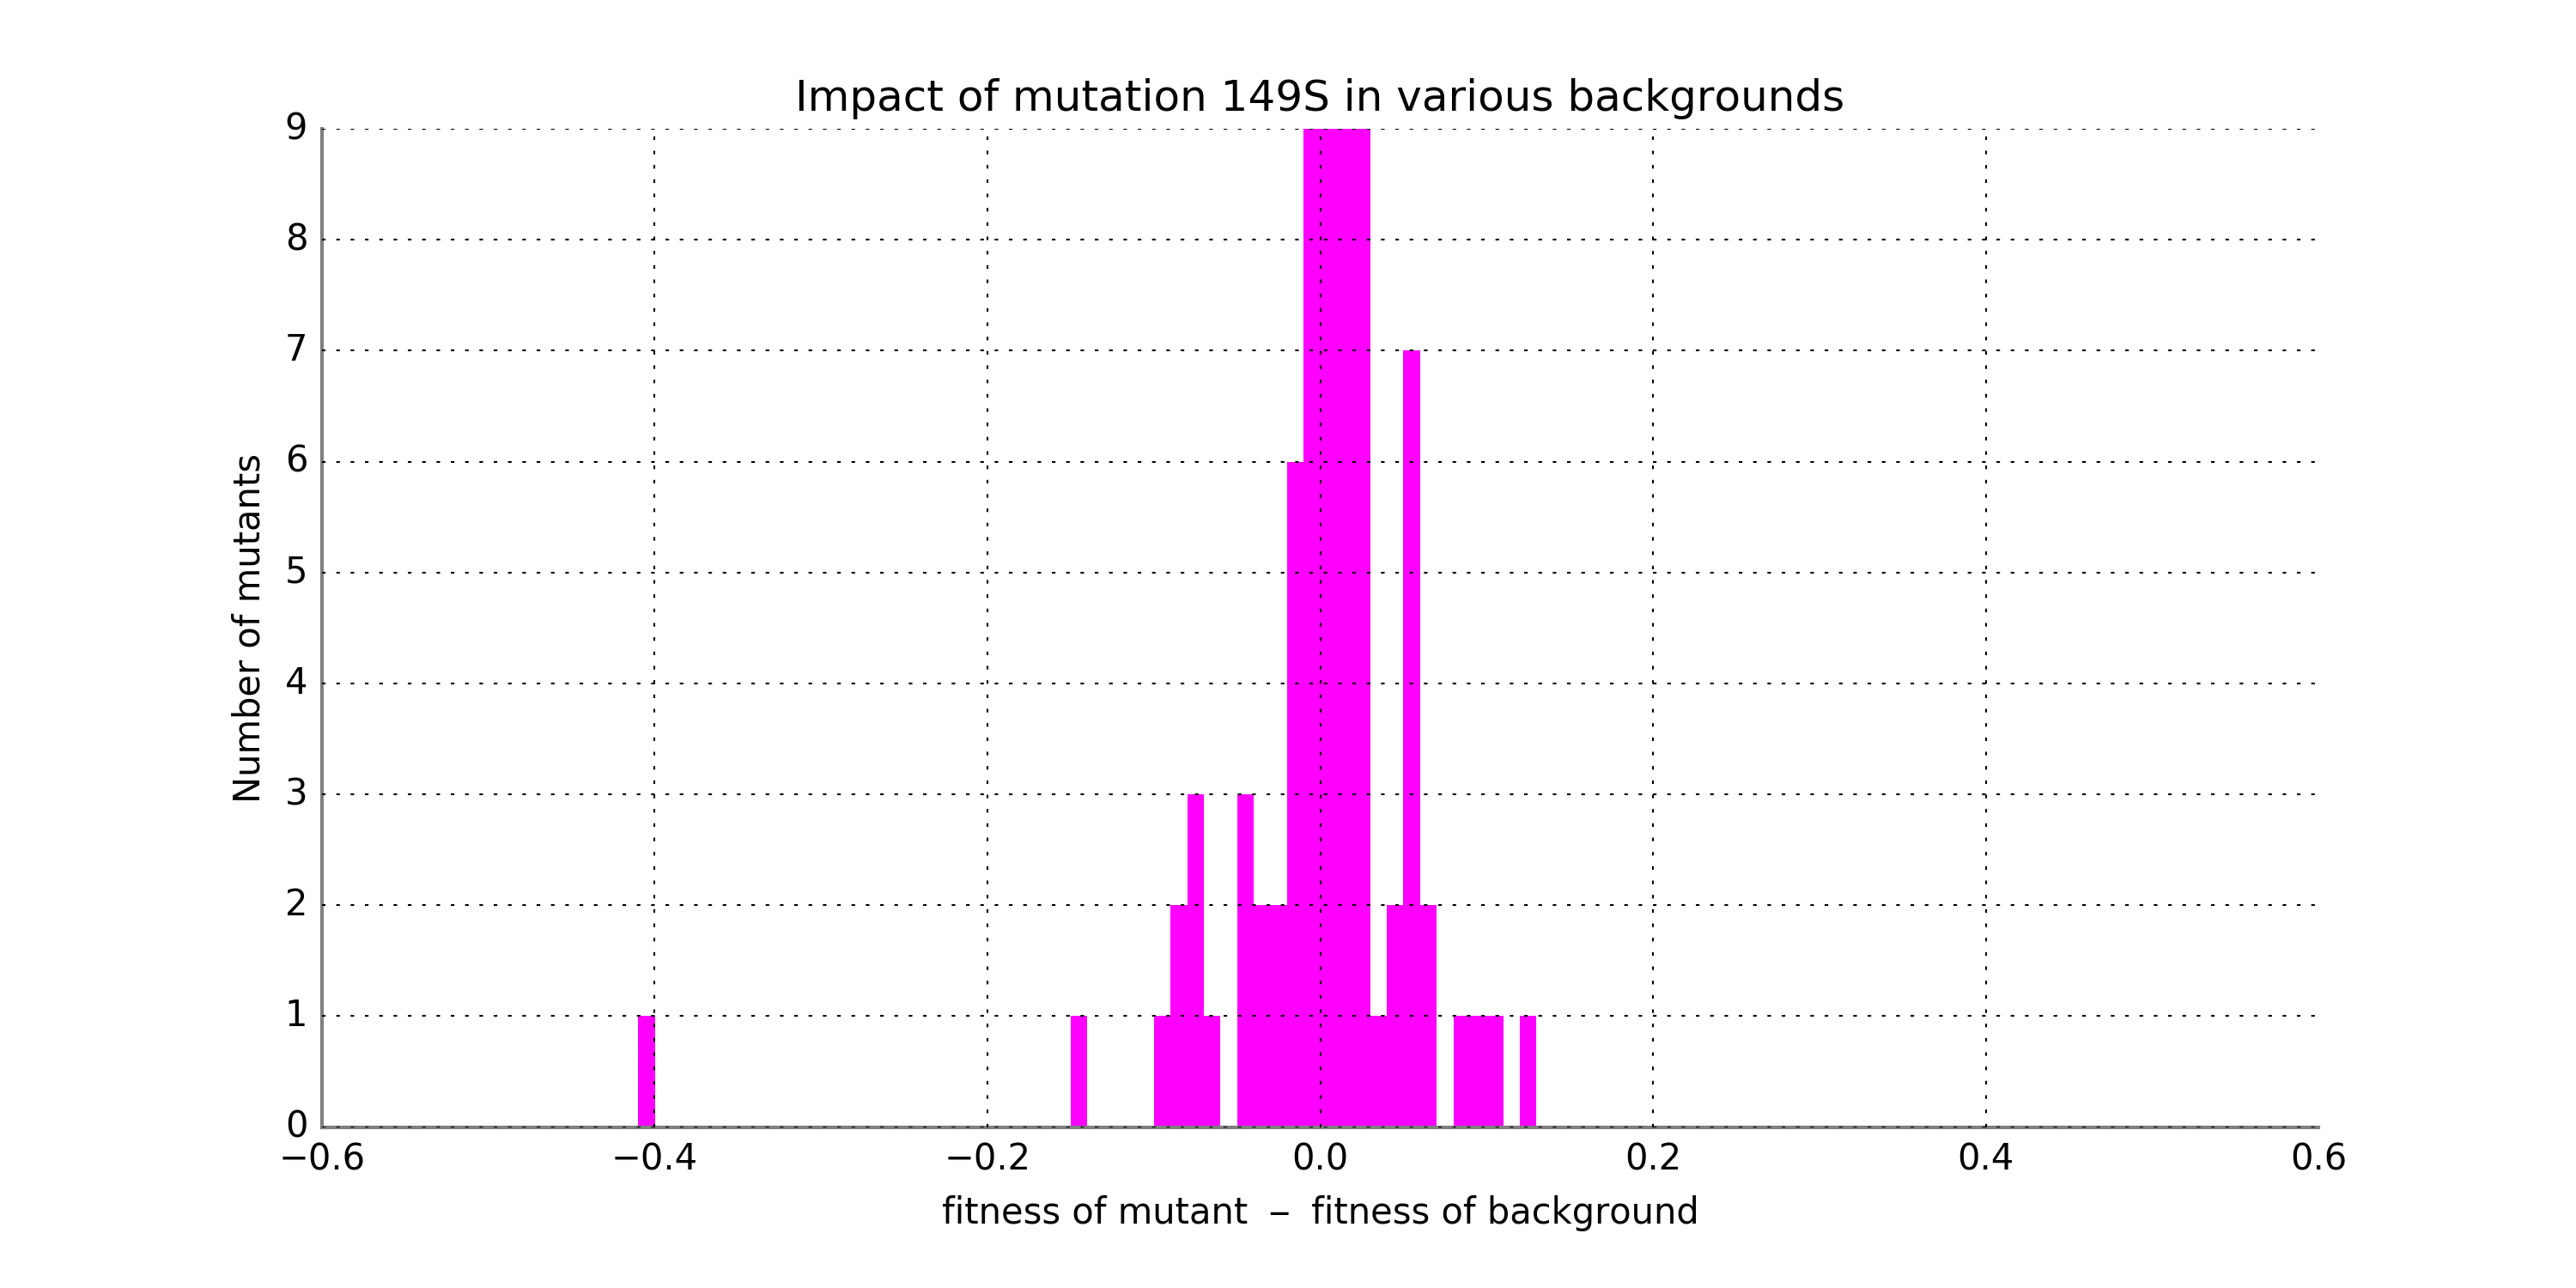 Impact of mutation 149S in various backgrounds
9
8
7
6
5
4
3
2
1
0
Number of mutants
−0.6 −0.4 −0.2 0.0 0.2 0.4 0.6
fitness of mutant − fitness of background